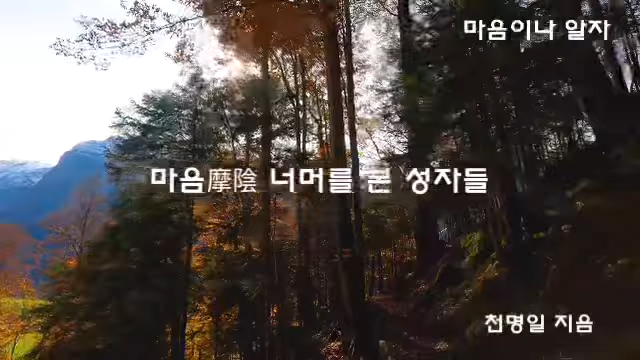 마음이나 알자
마음摩陰 너머를 본 성자들
천명일 지음